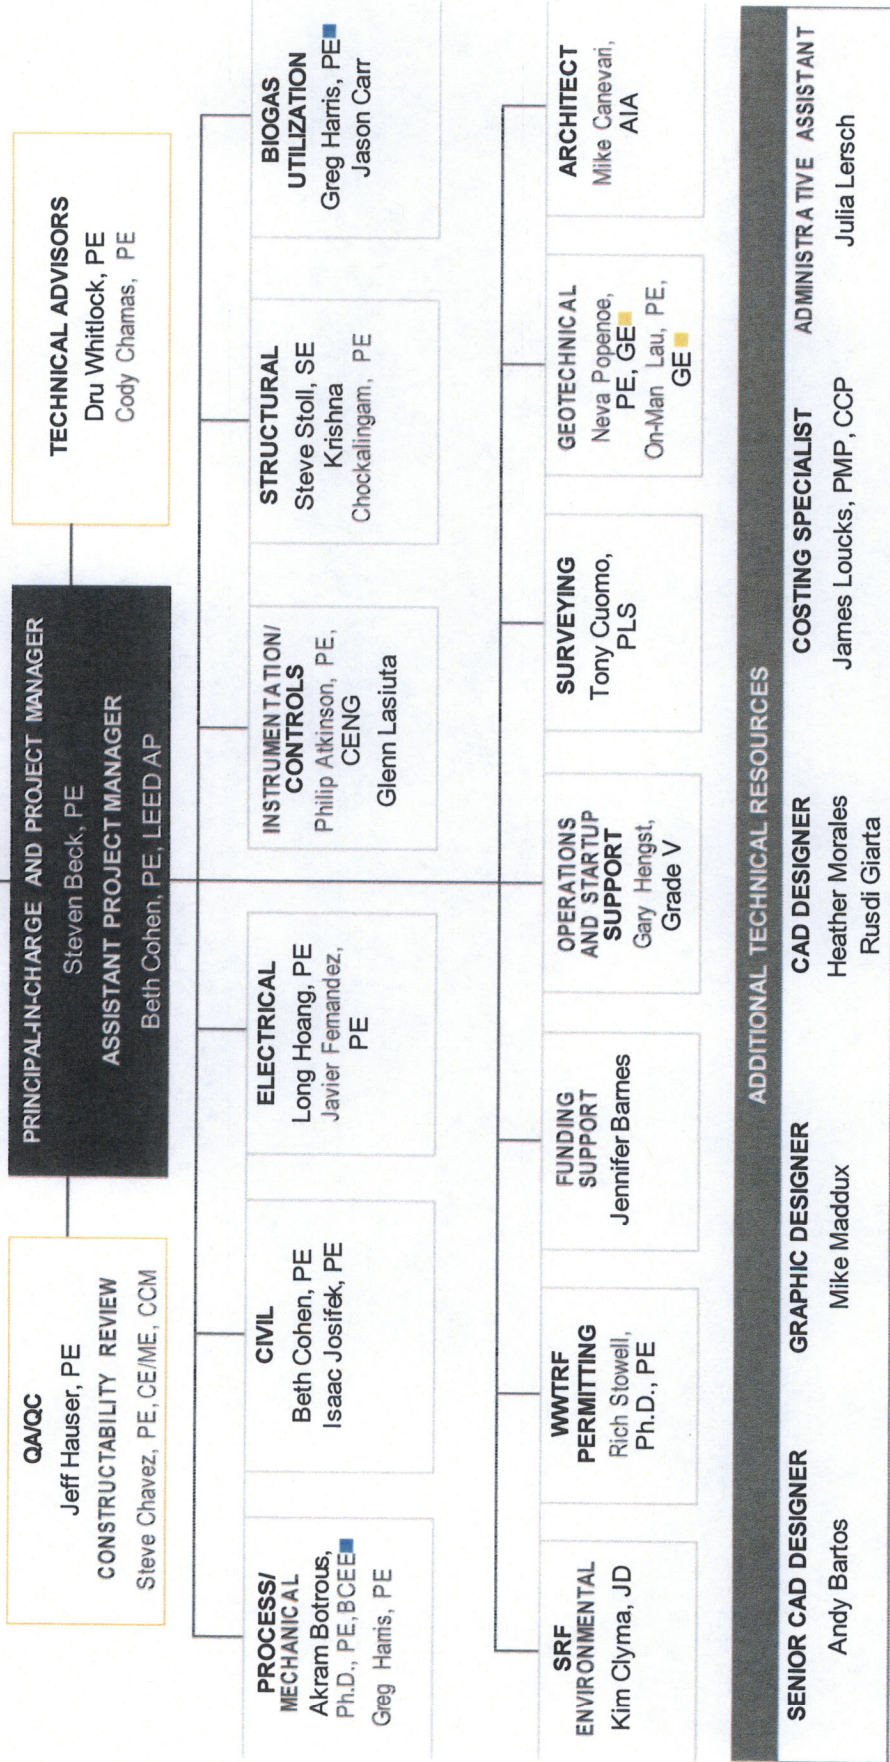 PRINCIPAL-IN-CHARGE AND PROJECT MANAGER
Steven Beck, PE
ASSISTANT PROJECT MANAGER
Beth Cohen, PE, LEED AP
QA/QC
Jeff Hauser, PE
CONSTRUCTABILITY REVIEW
Steve Chavez, PE, CE/ME, CCM
TECHNICAL ADVISORS
Dru Whitlock, PE
Cody Chamas, PE
PROCESS/
MECHANICAL
Akram Botrous,
Ph.D., PE, BCEE
Greg Harris, PE
CIVIL
Beth Cohen, PE
Isaac Josifek, PE
ELECTRICAL
Long Hoang, PE
Javier Fernandez,
PE
INSTRUMENTATION/
CONTROLS
Philip Atkinson, PE,
CENG
Glenn Lasiuta
STRUCTURAL
Steve Stoll, SE
Krishna
Chockalingam, PE
BIOGAS
UTILIZATION
Greg Harris, PE
Jason Carr
SRF
ENVIRONMENTAL
Kim Clyma, JD
WWTRF
PERMITTING
Rich Stowell,
Ph.D., PE
FUNDING
SUPPORT
Jennifer Barnes
OPERATIONS
AND STARTUP
SUPPORT
Gary Hengst,
Grade V
SURVEYING
Tony Cuomo,
PLS
GEOTECHNICAL
Neva Popenoe,
PE, GE
On-Man Lau, PE,
GE
ARCHITECT
Mike Canevari,
AIA
ADDITIONAL TECHNICAL RESOURCES
SENIOR CAD DESIGNER
Andy Bartos
GRAPHIC DESIGNER
Mike Maddux
CAD DESIGNER
Heather Morales
Rusdi Giarta
COSTING SPECIALIST
James Loucks, PMP, CCP
ADMINISTRATIVE ASSISTANT
Julia Lersch